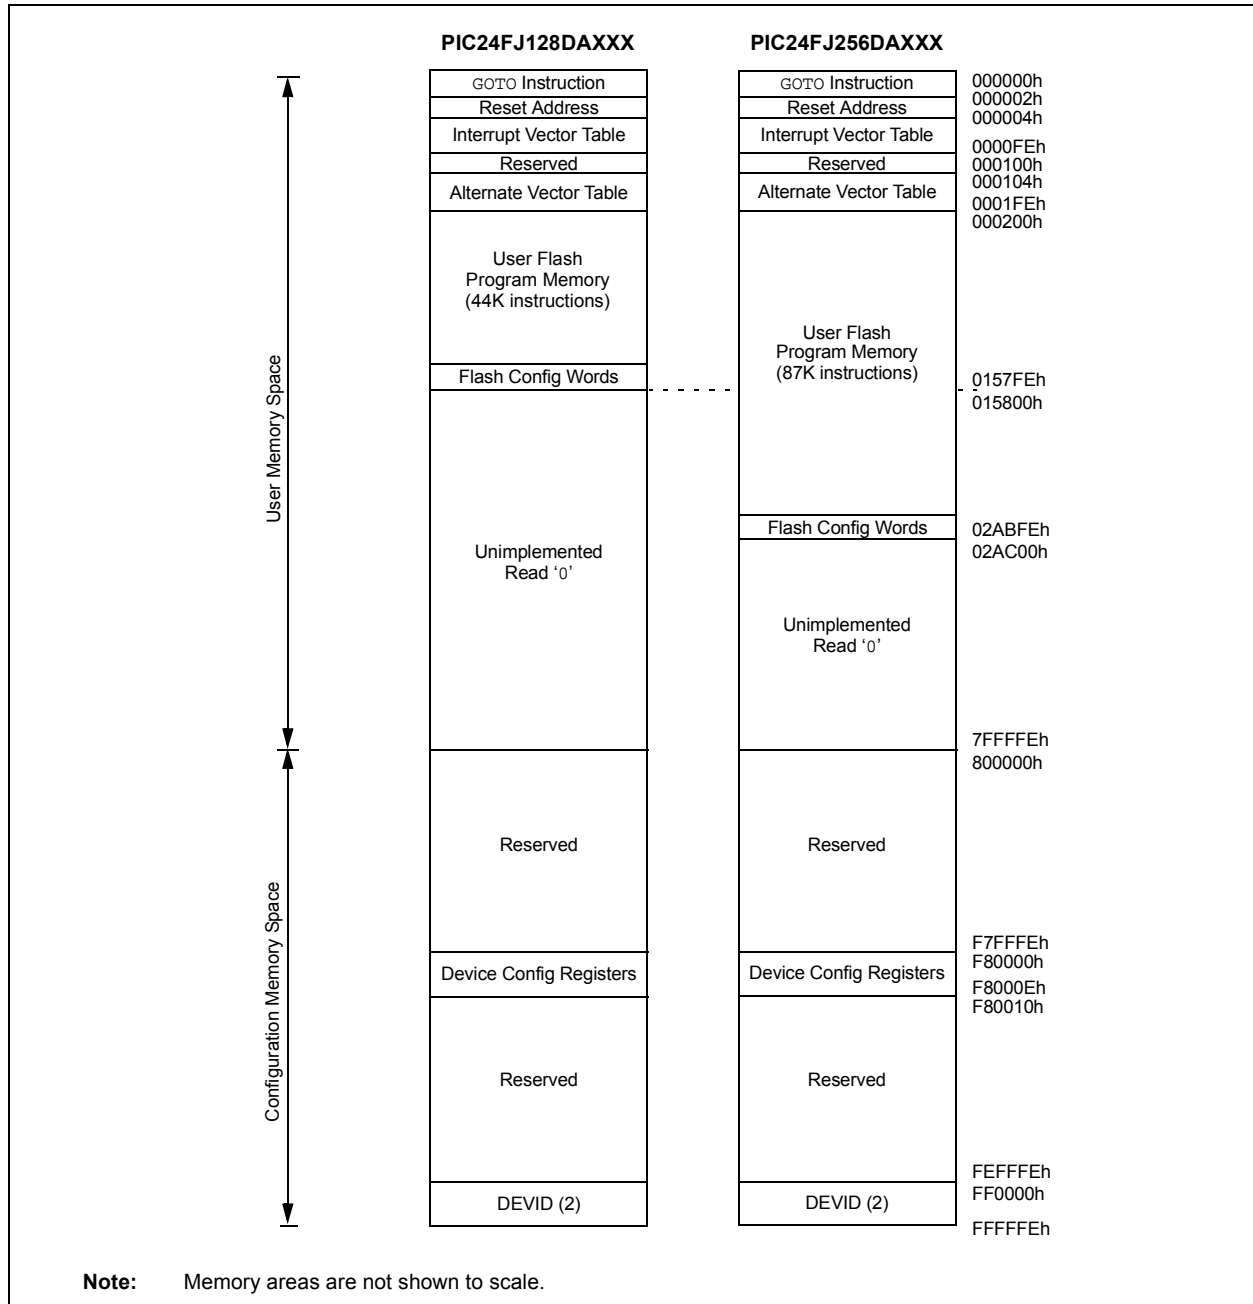 PIC24FJ128DAXXX
PIC24FJ256DAXXX
GOTO Instruction
Reset Address
Interrupt Vector Table
Reserved
Alternate Vector Table
User Flash
Program Memory
(44K instructions)
Flash Config Words
Unimplemented
Read ‘0’
Reserved
Device Config Registers
Reserved
DEVID (2)
GOTO Instruction
Reset Address
Interrupt Vector Table
Reserved
Alternate Vector Table
User Flash
Program Memory
(87K instructions)
Flash Config Words
Unimplemented
Read ‘0’
Reserved
Device Config Registers
Reserved
DEVID (2)
000000h
000002h
000004h
0000FEh
000100h
000104h
0001FEh
000200h
0157FEh
015800h
02ABFEh
02AC00h
7FFFFEh
800000h
F7FFFEh
F80000h
F8000Eh
F80010h
FEFFFEh
FF0000h
FFFFFEh
User Memory Space
Configuration Memory Space
Note: Memory areas are not shown to scale.